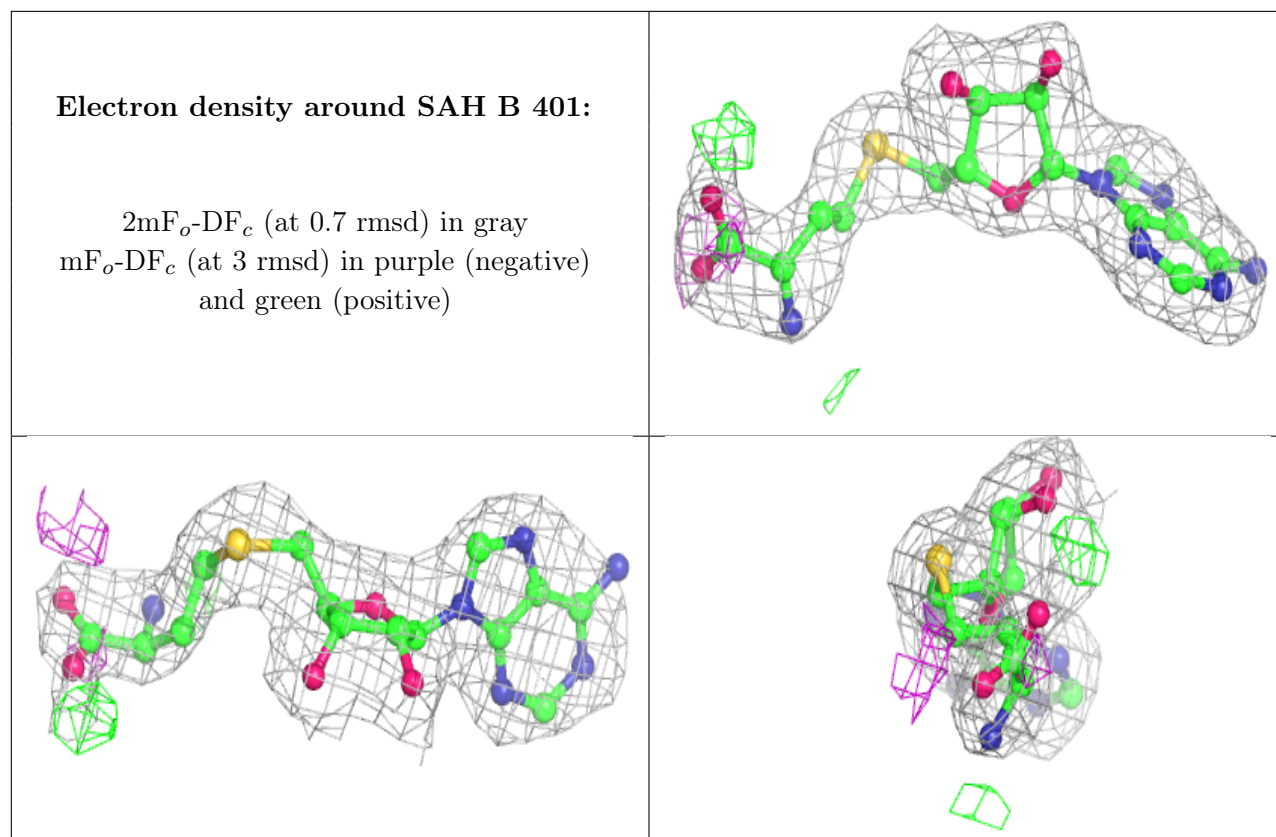 Electron density around SAH B 401:
2mFₒ-DF𝒸 (at 0.7 rmsd) in gray
mFₒ-DF𝒸 (at 3 rmsd) in purple (negative)
and green (positive)